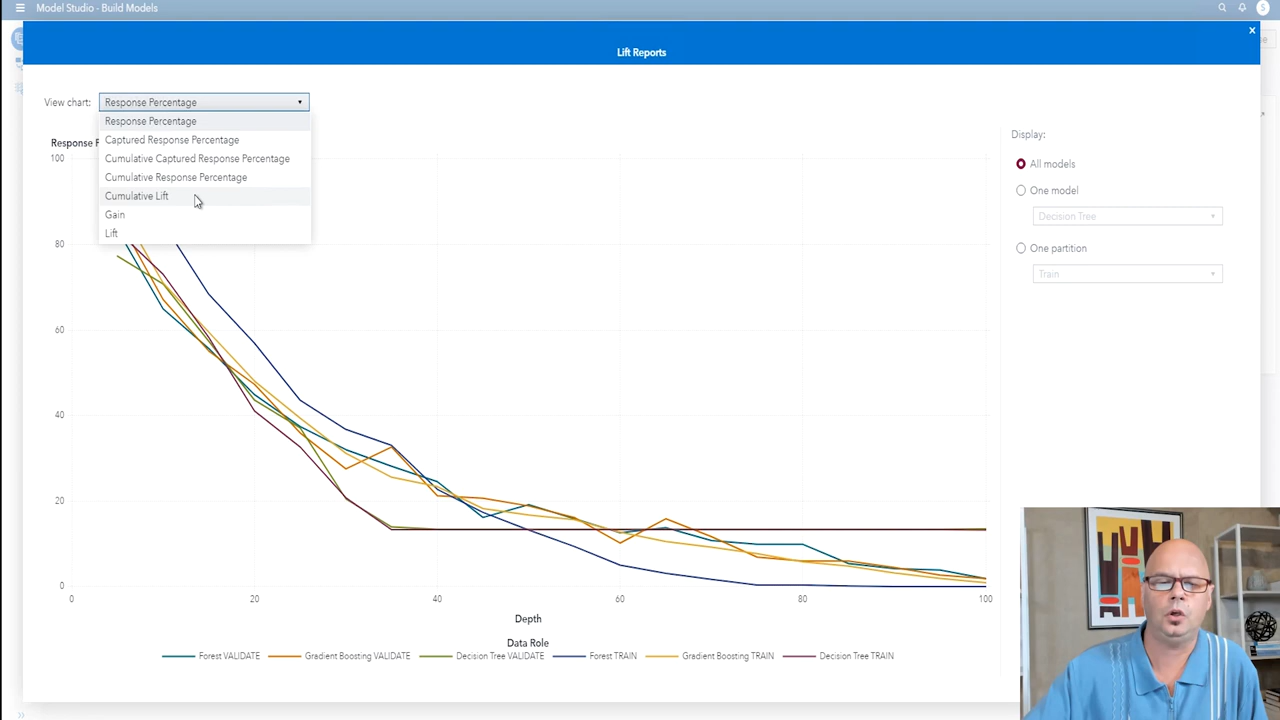 Model Studio - Build Models
S
Lift Reports
View chart: Response Percentage
Response Percentage
Captured Response Percentage
Cumulative Captured Response Percentage
Cumulative Response Percentage
Cumulative Lift
Gain
Lift
Display:
All models
One model
Decision Tree
One partition
Train
100
80
60
40
20
0
0 20 40 60 80 100
Depth
Data Role
Forest VALIDATE Gradient Boosting VALIDATE Decision Tree VALIDATE Forest TRAIN Gradient Boosting TRAIN Decision Tree TRAIN